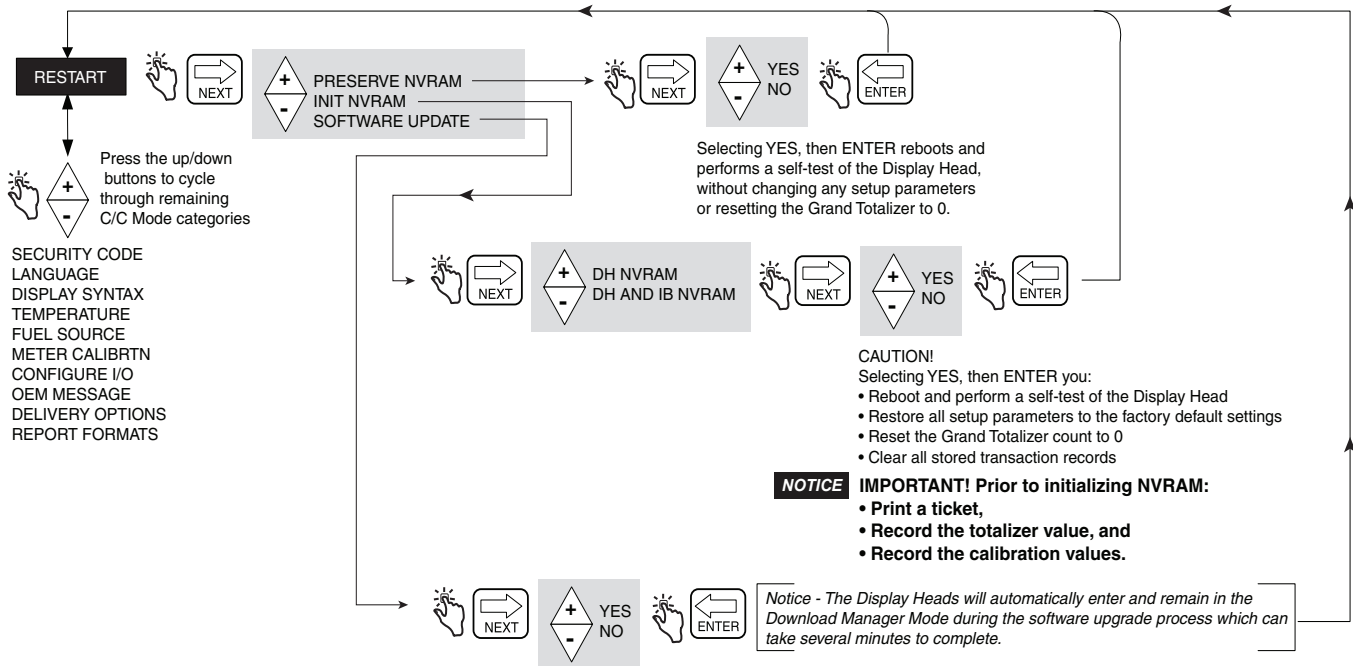 RESTART
NEXT
+
-
PRESERVE NVRAM
INIT NVRAM
SOFTWARE UPDATE
NEXT
+
-
YES
NO
ENTER
Selecting YES, then ENTER reboots and
performs a self-test of the Display Head,
without changing any setup parameters
or resetting the Grand Totalizer to 0.
+
-
Press the up/down
buttons to cycle
through remaining
C/C Mode categories
SECURITY CODE
LANGUAGE
DISPLAY SYNTAX
TEMPERATURE
FUEL SOURCE
METER CALIBRTN
CONFIGURE I/O
OEM MESSAGE
DELIVERY OPTIONS
REPORT FORMATS
NEXT
+
-
DH NVRAM
DH AND IB NVRAM
NEXT
+
-
YES
NO
ENTER
CAUTION!
Selecting YES, then ENTER you:
• Reboot and perform a self-test of the Display Head
• Restore all setup parameters to the factory default settings
• Reset the Grand Totalizer count to 0
• Clear all stored transaction records
NOTICE IMPORTANT! Prior to initializing NVRAM:
• Print a ticket,
• Record the totalizer value, and
• Record the calibration values.
NEXT
+
-
YES
NO
ENTER
Notice - The Display Heads will automatically enter and remain in the
Download Manager Mode during the software upgrade process which can
take several minutes to complete.